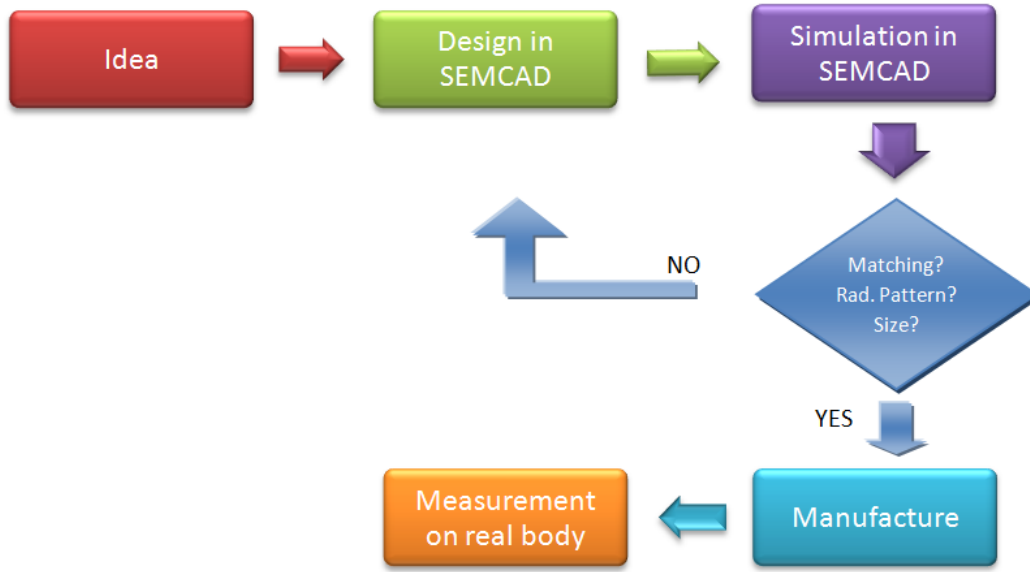 Idea
Design in
SEMCAD
Simulation in
SEMCAD
Matching?
Rad. Pattern?
Size?
NO
YES
Manufacture
Measurement
on real body